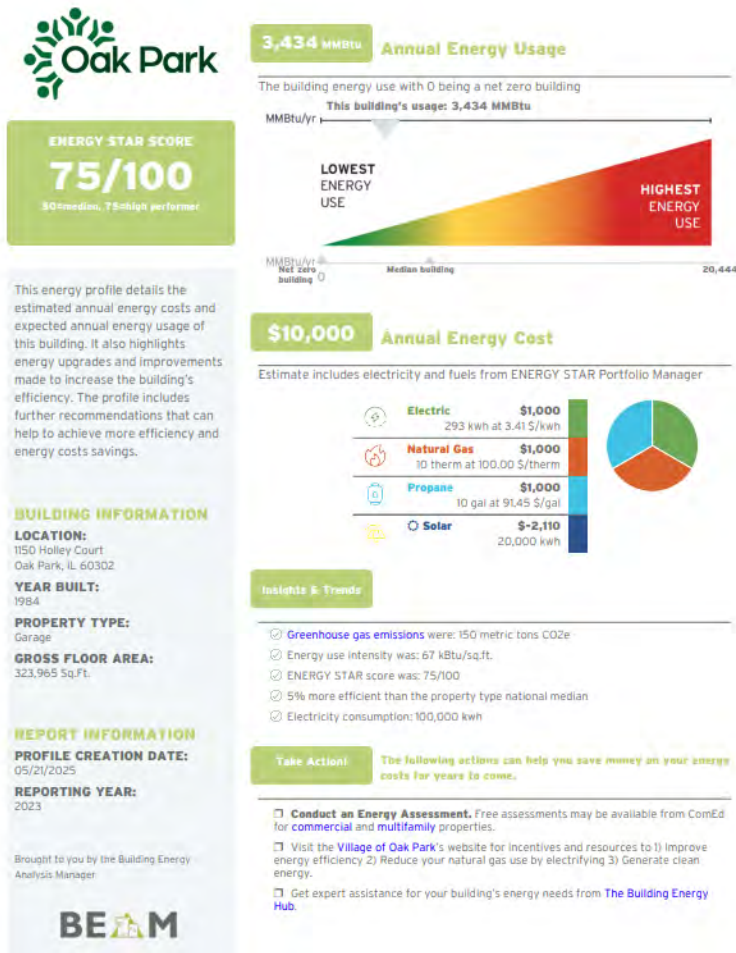 Oak Park
ENERGY STAR SCORE
75/100
50=median, 75=high performer
This energy profile details the
estimated annual energy costs and
expected annual energy usage of
this building. It also highlights
energy upgrades and improvements
made to increase the building's
efficiency. The profile includes
further recommendations that can
help to achieve more efficiency and
energy costs savings.
BUILDING INFORMATION
LOCATION:
1150 Holley Court
Oak Park, IL 60302
YEAR BUILT:
1984
PROPERTY TYPE:
Garage
GROSS FLOOR AREA:
323,965 Sq.Ft.
REPORT INFORMATION
PROFILE CREATION DATE:
05/21/2025
REPORTING YEAR:
2023
Brought to you by the Building Energy
Analysis Manager
BEAM
3,434 MMBtu Annual Energy Usage
The building energy use with 0 being a net zero building
This building's usage: 3,434 MMBtu
MMBtu/yr
LOWEST
ENERGY
USE
HIGHEST
ENERGY
USE
MMBtu/yr
Net zero
building 0
Median building
20,444
$10,000 Annual Energy Cost
Estimate includes electricity and fuels from ENERGY STAR Portfolio Manager
Electric $1,000
293 kwh at 3.41 $/kwh
Natural Gas $1,000
10 therm at 100.00 $/therm
Propane $1,000
10 gal at 91.45 $/gal
Solar $-2,110
20,000 kwh
Insights & Trends
Greenhouse gas emissions were: 150 metric tons CO2e
Energy use intensity was: 67 kBtu/sq.ft.
ENERGY STAR score was: 75/100
5% more efficient than the property type national median
Electricity consumption: 100,000 kwh
Take Action!
The following actions can help you save money on your energy
costs for years to come.
Conduct an Energy Assessment. Free assessments may be available from ComEd
for commercial and multifamily properties.
Visit the Village of Oak Park's website for incentives and resources to 1) Improve
energy efficiency 2) Reduce your natural gas use by electrifying 3) Generate clean
energy.
Get expert assistance for your building's energy needs from The Building Energy
Hub.